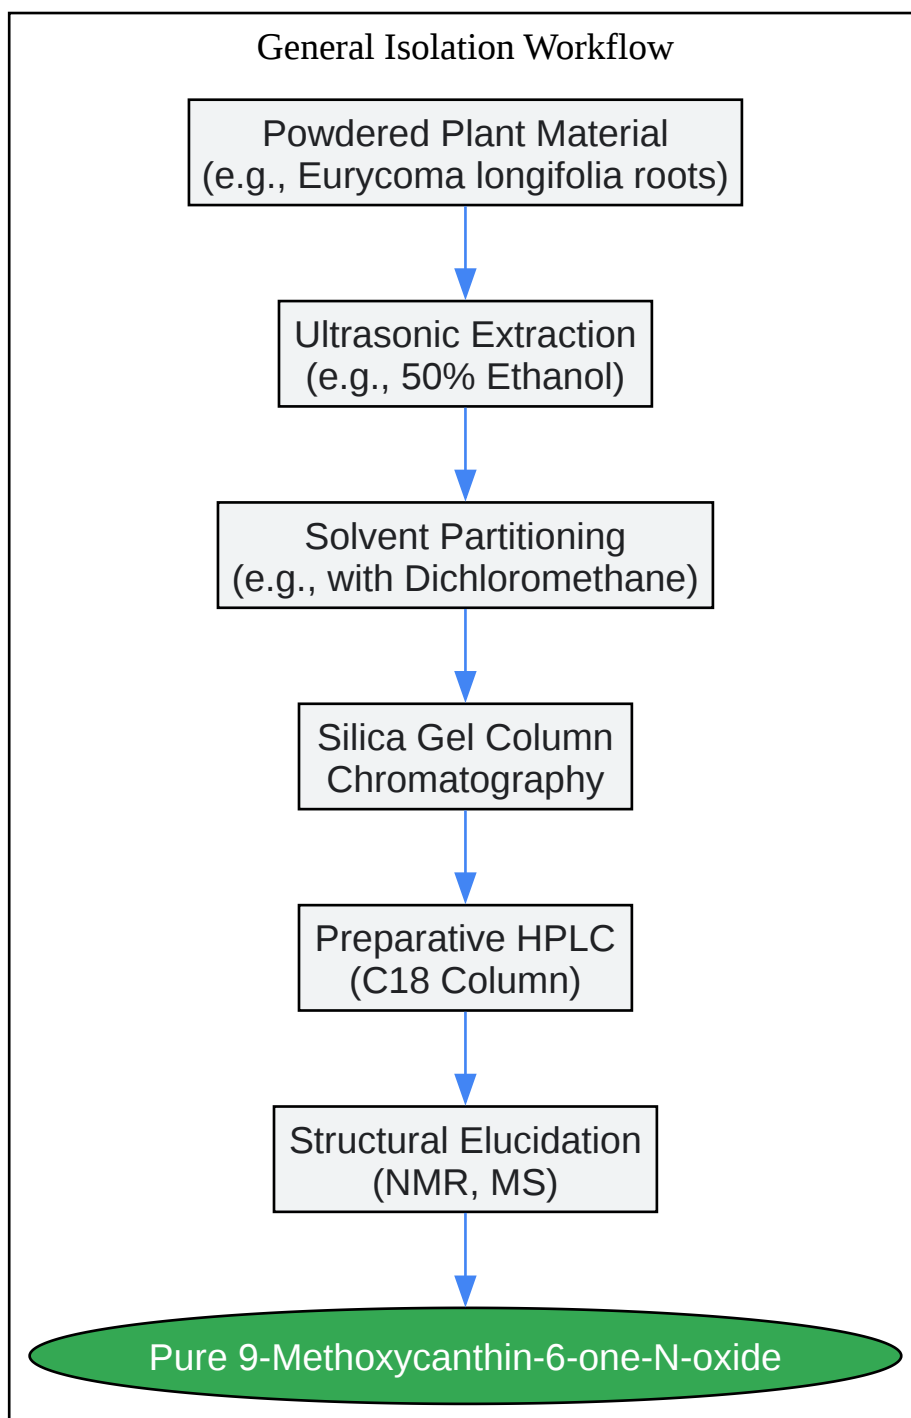 General Isolation Workflow
Powdered Plant Material
(e.g., Eurycoma longifolia roots)
Ultrasonic Extraction
(e.g., 50% Ethanol)
Solvent Partitioning
(e.g., with Dichloromethane)
Silica Gel Column
Chromatography
Preparative HPLC
(C18 Column)
Structural Elucidation
(NMR, MS)
Pure 9-Methoxycanthin-6-one-N-oxide